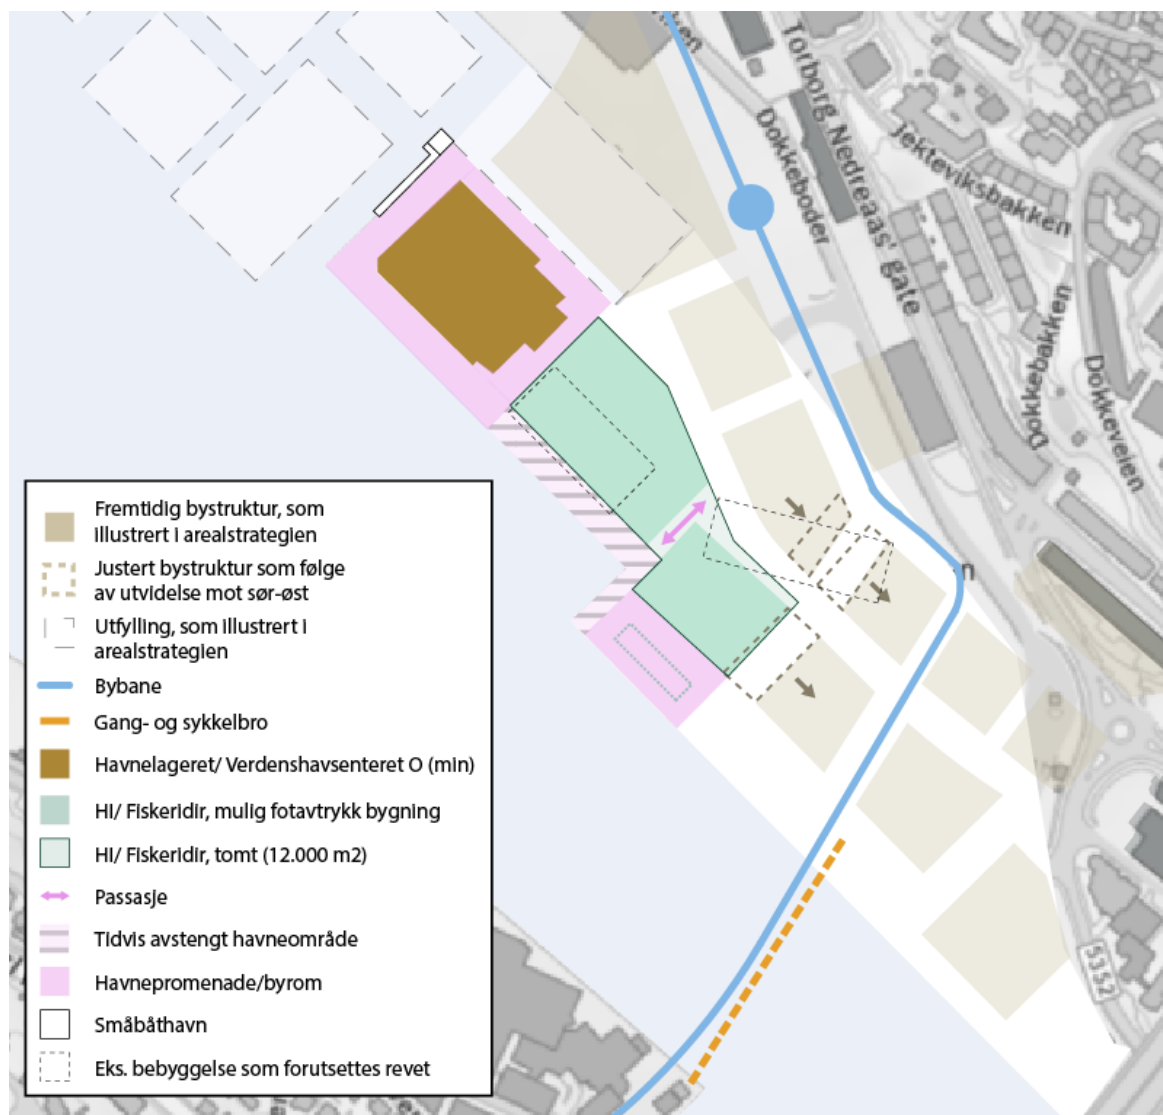 Torborg Nedreaas' gate
Dokkeboder
Jekteviksbakken
Dokkebakken
Dokkeveien
5352
Fremtidig bystruktur, som
illustrert i arealstrategien
Justert bystruktur som følge
av utvidelse mot sør-øst
Utfylling, som illustrert i
arealstrategien
Bybane
Gang- og sykkelbro
Havnelageret/ Verdenshavsenteret O (min)
HI/ Fiskeridir, mulig fotavtrykk bygning
HI/ Fiskeridir, tomt (12.000 m2)
Passasje
Tidvis avstengt havneområde
Havnepromenade/byrom
Småbåthavn
Eks. bebyggelse som forutsettes revet